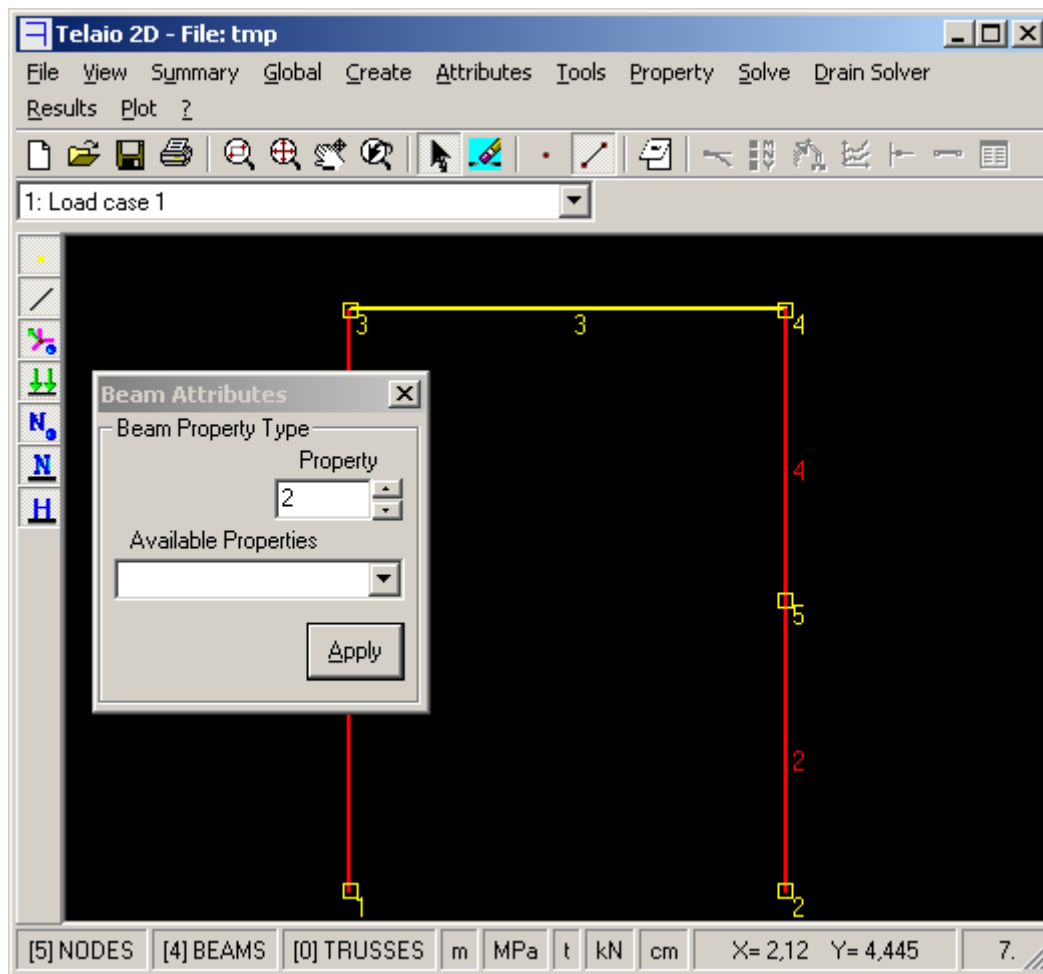 Telaio 2D - File: tmp
File View Summary Global Create Attributes Tools Property Solve Drain Solver
Results Plot ?
1: Load case 1
3 3 4
Beam Attributes
Beam Property Type
Property
2
Available Properties
Apply
N
N
H
4
5
2
1 2
[5] NODES [4] BEAMS [0] TRUSSES m MPa t kN cm X= 2,12 Y= 4,445 7.